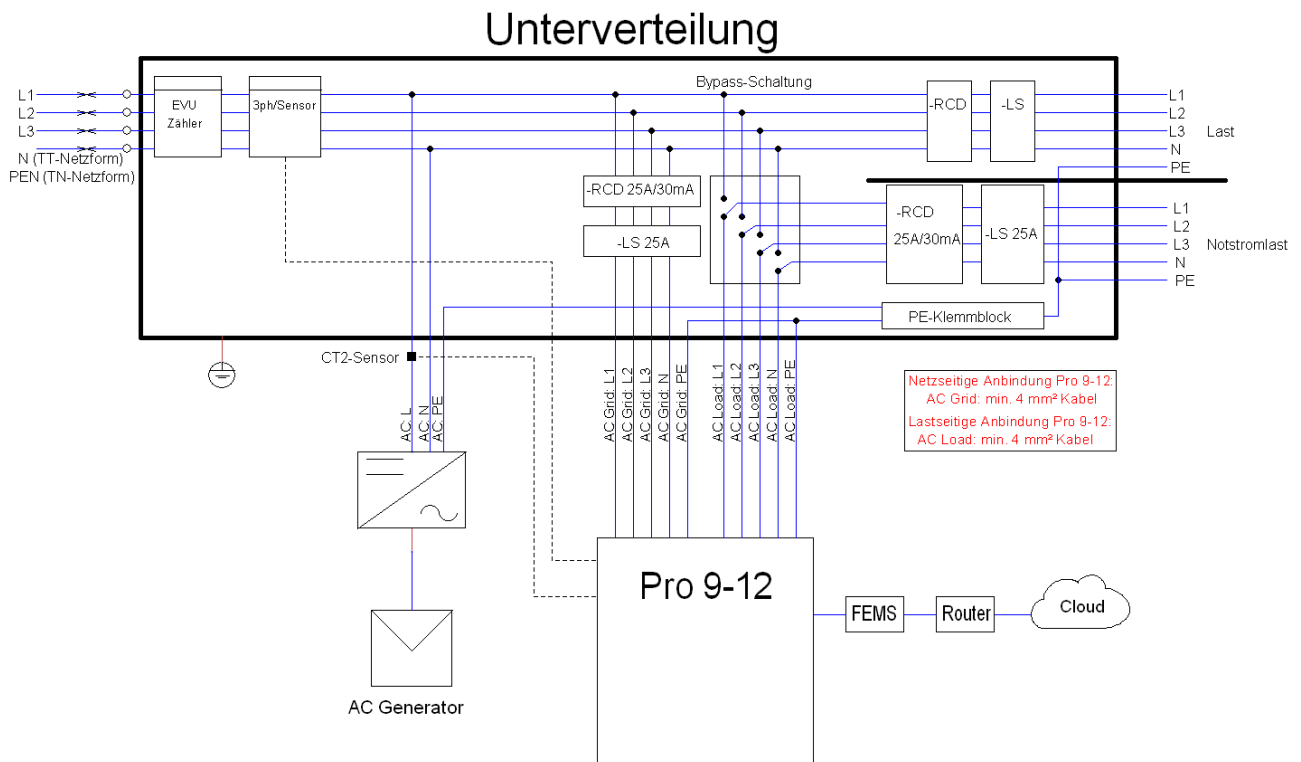 Unterverteilung
Bypass-Schaltung
L1
L2
L3
N (TT-Netzform)
PEN (TN-Netzform)
EVU
Zähler
3ph/Sensor
-RCD
-LS
L1
L2
L3
N
PE
Last
-RCD 25A/30mA
-LS 25A
-RCD
25A/30mA
-LS 25A
L1
L2
L3
N
PE
Notstromlast
PE-Klemmblock
CT2-Sensor
AC: L
AC: N
AC: PE
AC Grid: L1
AC Grid: L2
AC Grid: L3
AC Grid: N
AC Grid: PE
AC Load: L1
AC Load: L2
AC Load: L3
AC Load: N
AC Load: PE
Netzseitige Anbindung Pro 9-12:
AC Grid: min. 4 mm² Kabel
Lastseitige Anbindung Pro 9-12:
AC Load: min. 4 mm² Kabel
Pro 9-12
FEMS
Router
Cloud
AC Generator